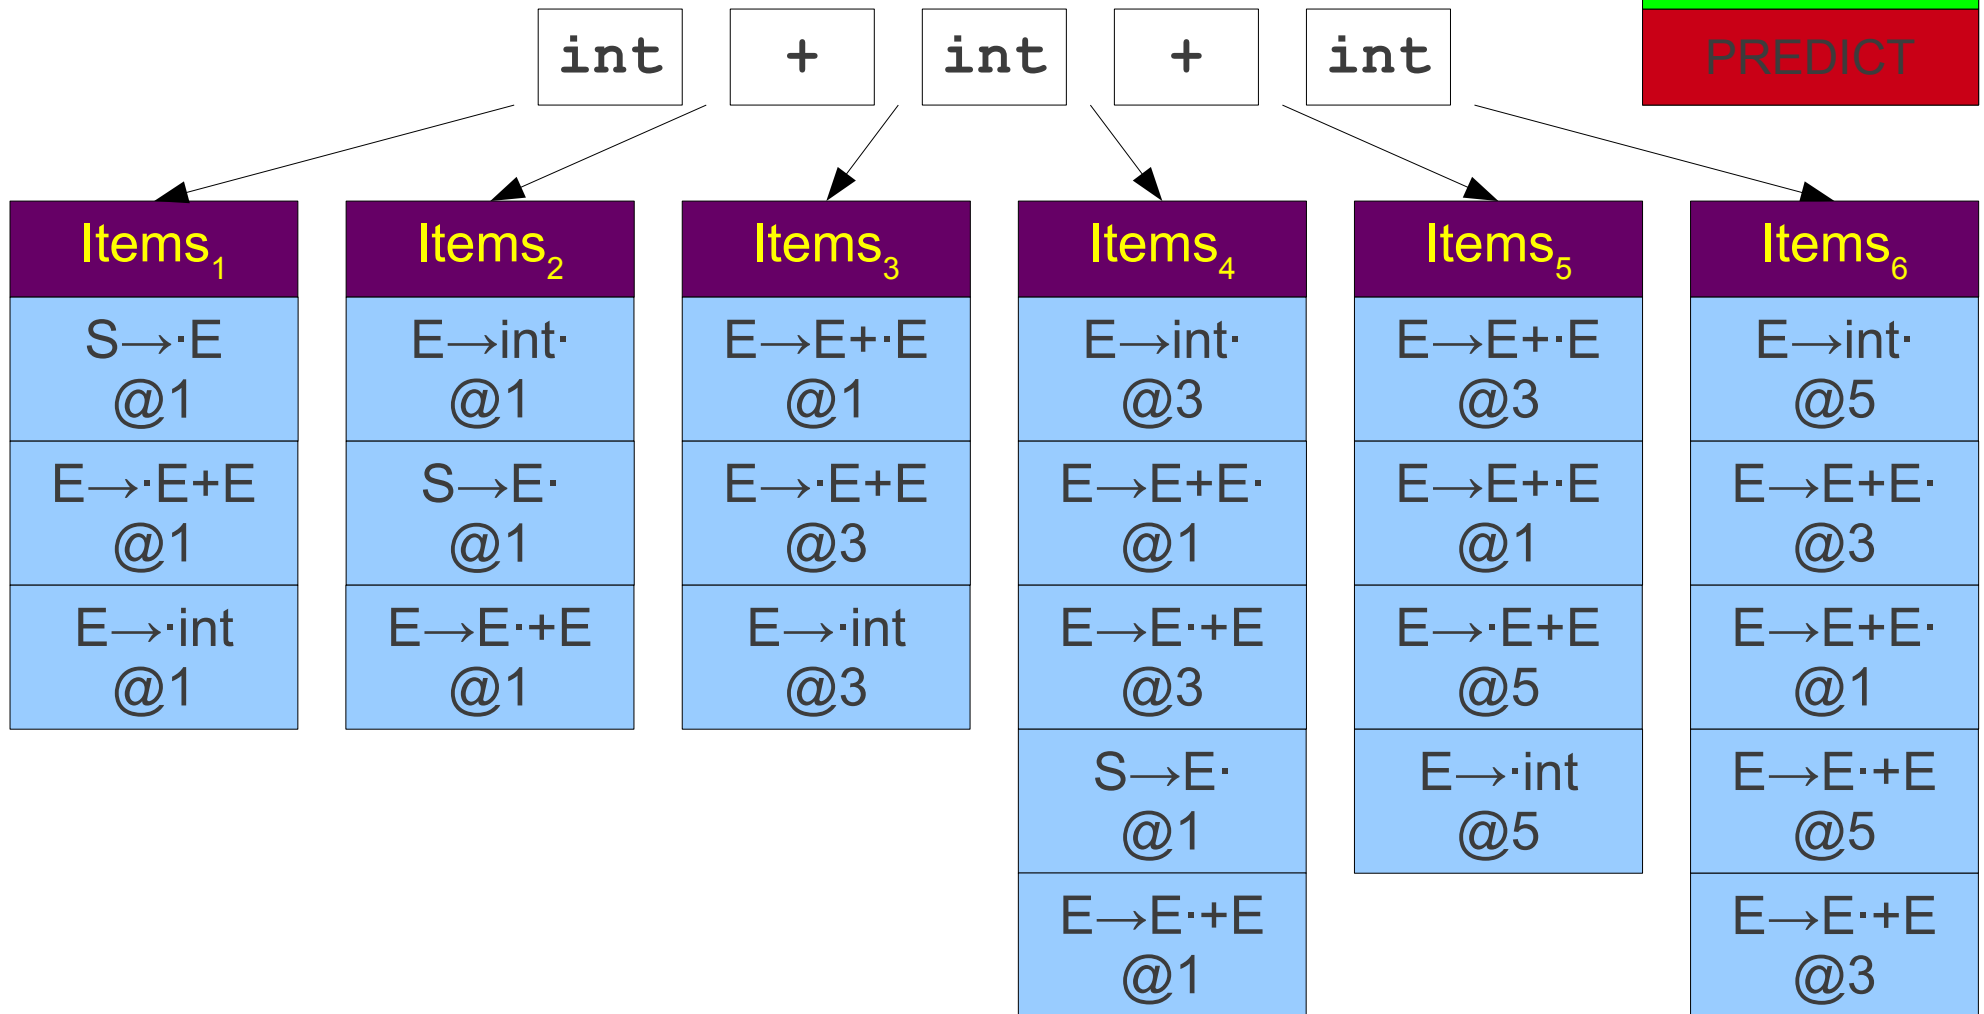 int + int + int PREDICT
Items₁ Items₂ Items₃ Items₄ Items₅ Items₆
S→·E E→int· E→E+·E E→int· E→E+·E E→int·
@1 @1 @1 @3 @3 @5
E→·E+E S→E· E→·E+E E→E+E· E→E+·E E→E+E·
@1 @1 @3 @1 @1 @3
E→·int E→E·+E E→·int E→E·+E E→·E+E E→E+E·
@1 @1 @3 @3 @5 @1
S→E· E→·int E→E·+E
@1 @5 @5
E→E·+E E→E·+E
@1 @3